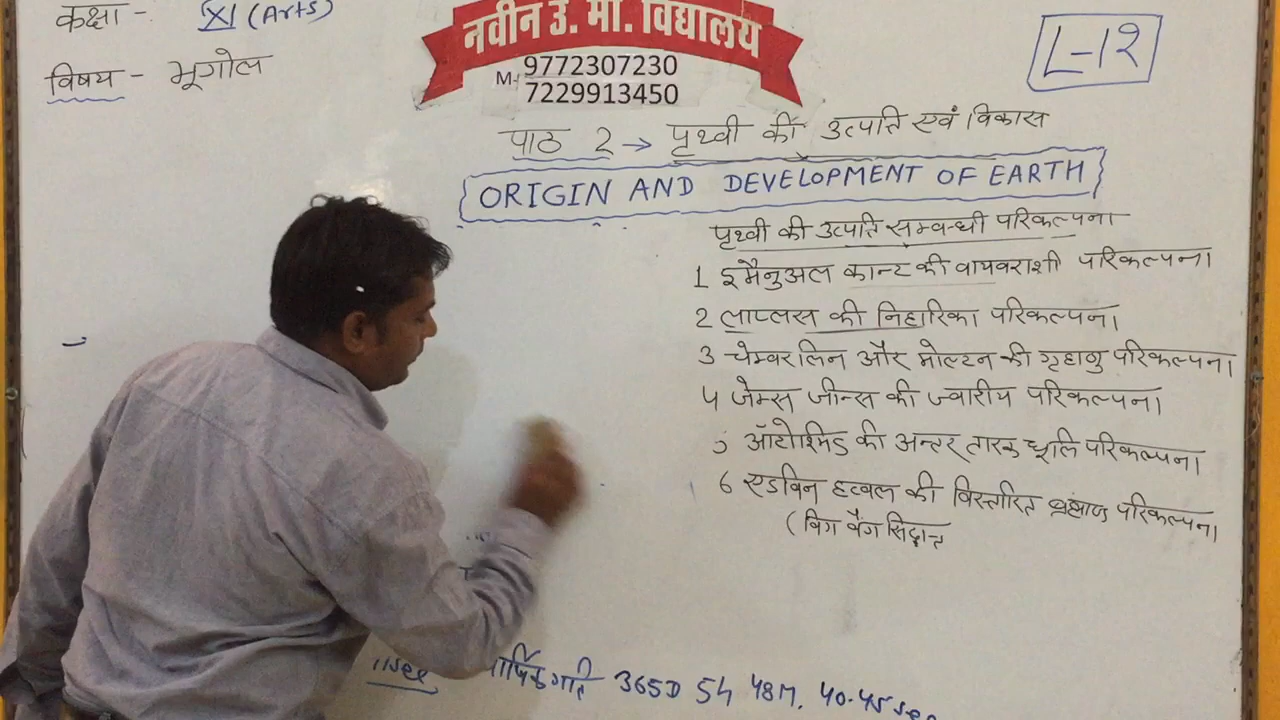 कक्षा - XI (Arts)
नवीन उ. मा. विद्यालय
L-12
विषय - भूगोल
M- 9772307230
7229913450
पाठ 2 → पृथ्वी की उत्पति एवं विकास
ORIGIN AND DEVELOPMENT OF EARTH
पृथ्वी की उत्पति सम्बन्धी परिकल्पना
1 इमैनुअल कान्ट की वायवराशी परिकल्पना
2 लाप्लस की निहारिका परिकल्पना
3 चेम्बरलिन और मोल्टन की गृहाणु परिकल्पना
4 जेम्स जीन्स की ज्वारीय परिकल्पना
5 ऑटोश्मिड की अन्तर तारक धूलि परिकल्पना
6 एडविन हब्बल की विस्तारित ब्रह्माण्ड परिकल्पना
(बिग बैंग सिद्धान्त
11sec वार्षिक गति 365D 5h 48M. 40-45 sec